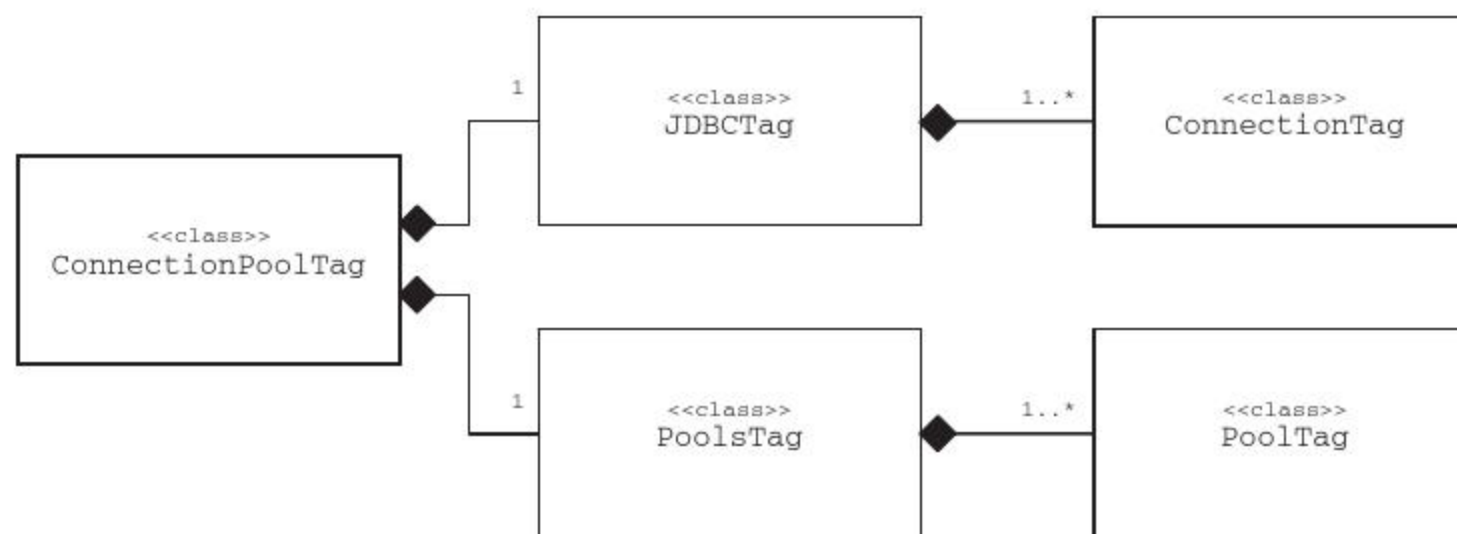 1
<<class>>
JDBCTag
1..*
<<class>>
ConnectionTag
<<class>>
ConnectionPoolTag
1
<<class>>
PoolsTag
1..*
<<class>>
PoolTag